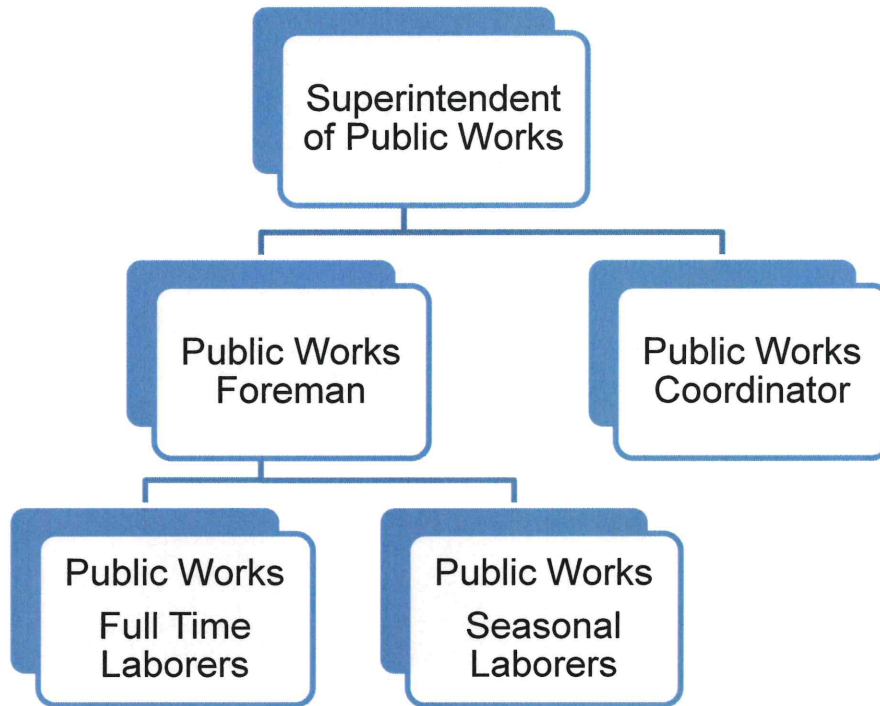 Superintendent
of Public Works
Public Works
Foreman
Public Works
Coordinator
Public Works
Full Time
Laborers
Public Works
Seasonal
Laborers